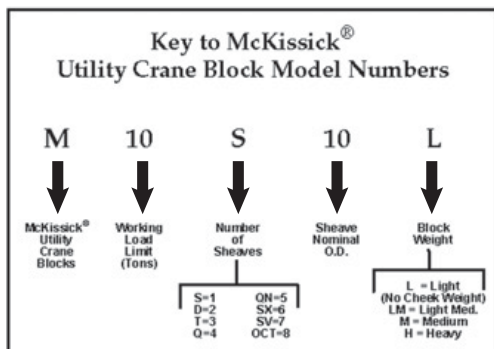 Key to McKissick®
Utility Crane Block Model Numbers
M 10 S 10 L
McKissick®
Utility
Crane
Blocks
Working
Load
Limit
(Tons)
Number
of
Sheaves
S=1 QN=5
D=2 SX=6
T=3 SV=7
Q=4 OCT=8
Sheave
Nominal
O.D.
Block
Weight
L = Light
(No Cheek Weight)
LM = Light Med.
M = Medium
H = Heavy